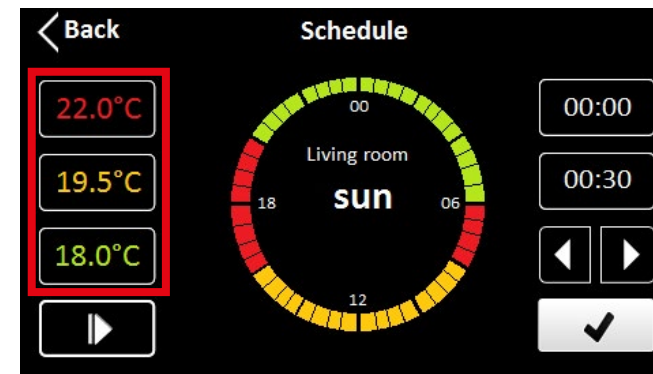 Back
Schedule
22.0°C
19.5°C
18.0°C
00
Living room
sun
18
06
12
00:00
00:30